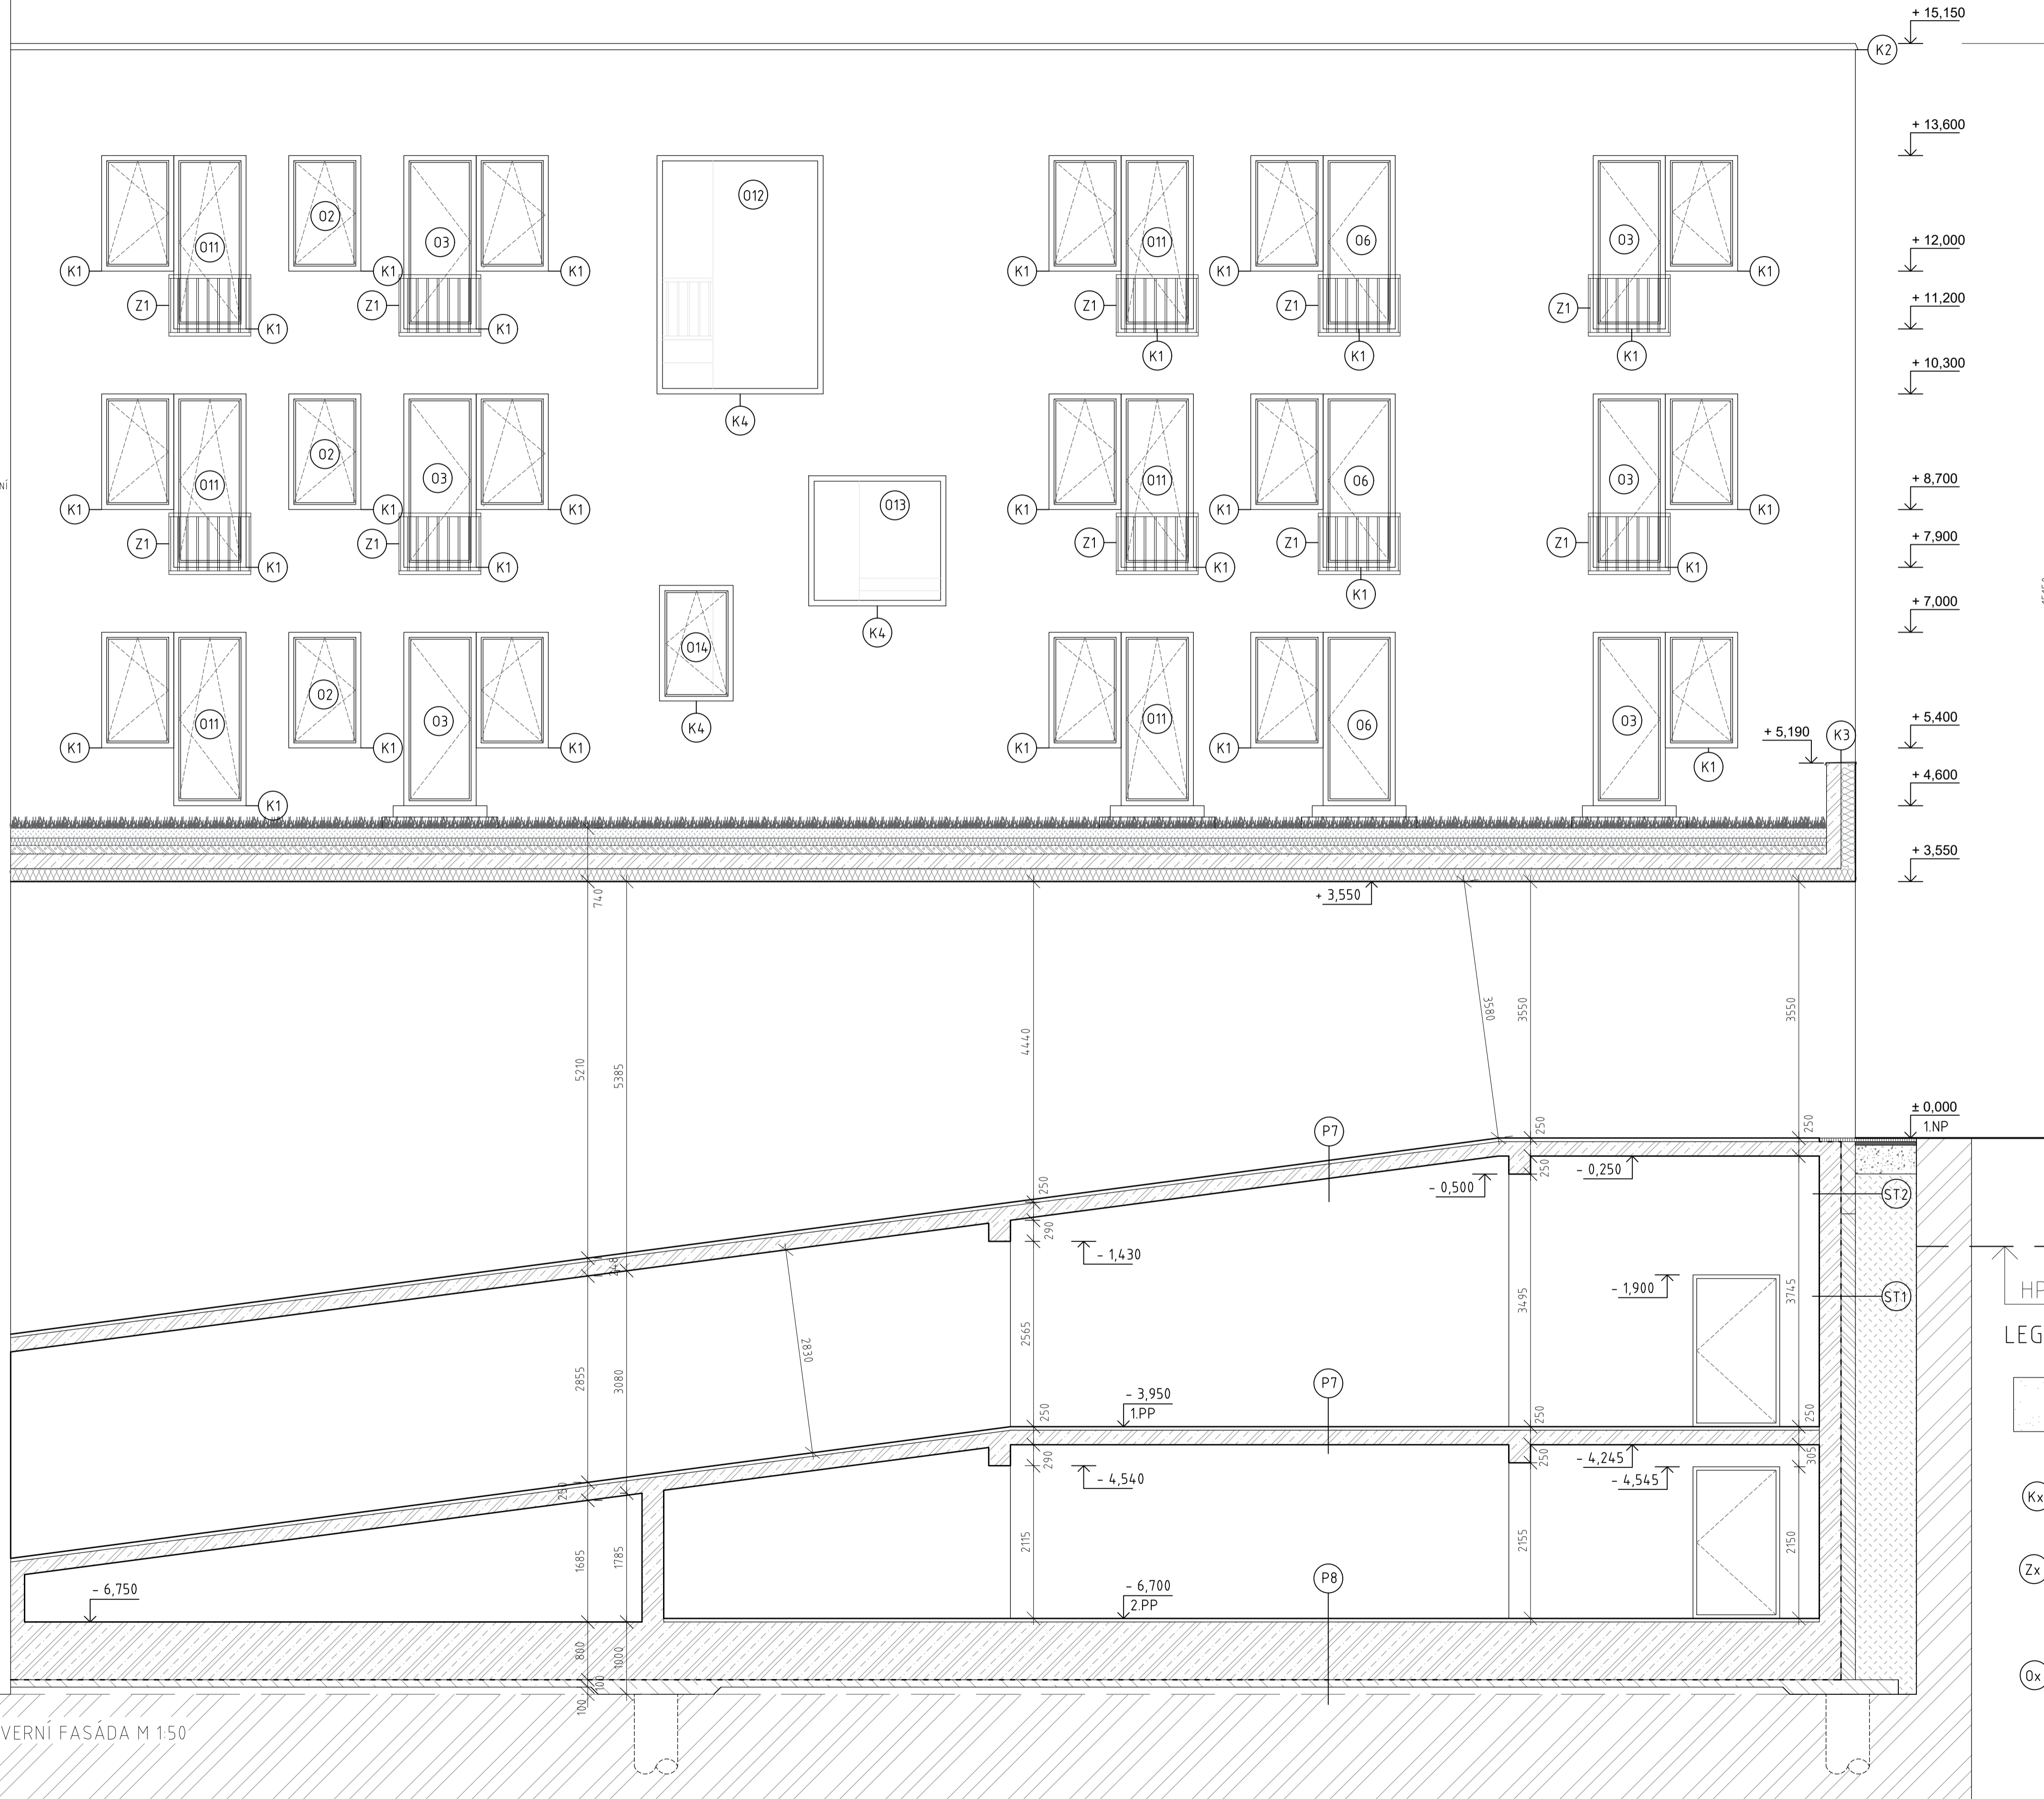 + 15,150
K2
+ 13,600
O12
O2
O11
O3
O11
O6
O3
+ 12,000
K1
K1
K1
K1
K1
K1
+ 11,200
Z1
Z1
Z1
Z1
Z1
K1
K1
K1
K1
K1
+ 10,300
K4
O2
O11
O3
O11
O6
O3
NÍ
+ 8,700
O13
K1
K1
K1
K1
K1
K1
+ 7,900
Z1
Z1
Z1
Z1
Z1
K1
K1
K1
K1
K1
+ 7,000
K4
O14
O2
O11
O3
O11
O6
O3
K4
+ 5,400
+ 5,190
K3
K1
K1
K1
K1
K1
K1
+ 4,600
K1
+ 3,550
740
+ 3,550
5210
5385
4440
3580
3550
3550
± 0,000
1.NP
P7
250
250
- 0,250
250
- 0,500
ST2
250
290
- 1,430
248
HP
- 1,900
ST1
2830
2565
3495
3745
LEG
2855
3080
- 3,950
1.PP
P7
250
250
250
290
250
- 4,245
305
- 4,540
- 4,545
250
Kx
1685
1785
2115
2155
2150
- 6,750
- 6,700
2.PP
P8
Zx
800
1000
100
100
Ox
VERNÍ FASÁDA M 1:50